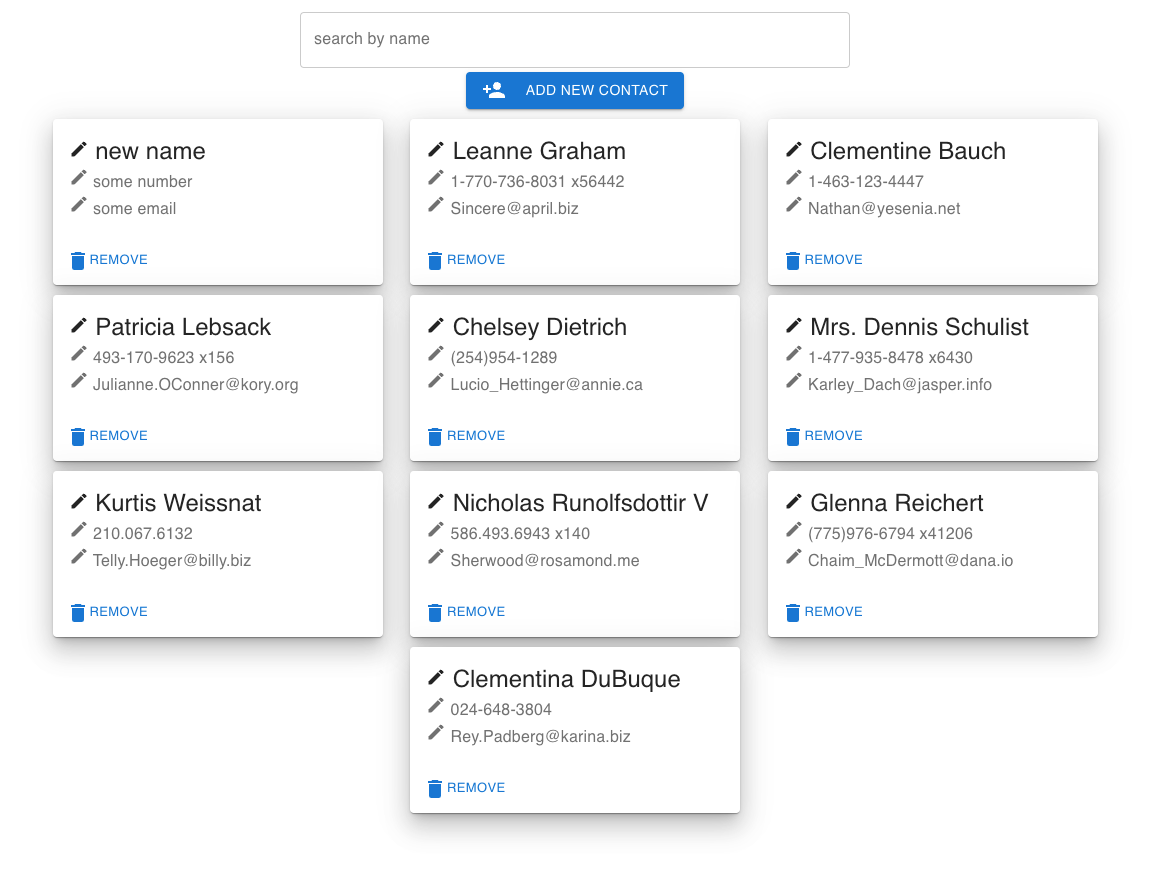 search by name
ADD NEW CONTACT
new name
some number
some email
REMOVE
Leanne Graham
1-770-736-8031 x56442
Sincere@april.biz
REMOVE
Clementine Bauch
1-463-123-4447
Nathan@yesenia.net
REMOVE
Patricia Lebsack
493-170-9623 x156
Julianne.OConner@kory.org
REMOVE
Chelsey Dietrich
(254)954-1289
Lucio_Hettinger@annie.ca
REMOVE
Mrs. Dennis Schulist
1-477-935-8478 x6430
Karley_Dach@jasper.info
REMOVE
Kurtis Weissnat
210.067.6132
Telly.Hoeger@billy.biz
REMOVE
Nicholas Runolfsdottir V
586.493.6943 x140
Sherwood@rosamond.me
REMOVE
Glenna Reichert
(775)976-6794 x41206
Chaim_McDermott@dana.io
REMOVE
Clementina DuBuque
024-648-3804
Rey.Padberg@karina.biz
REMOVE